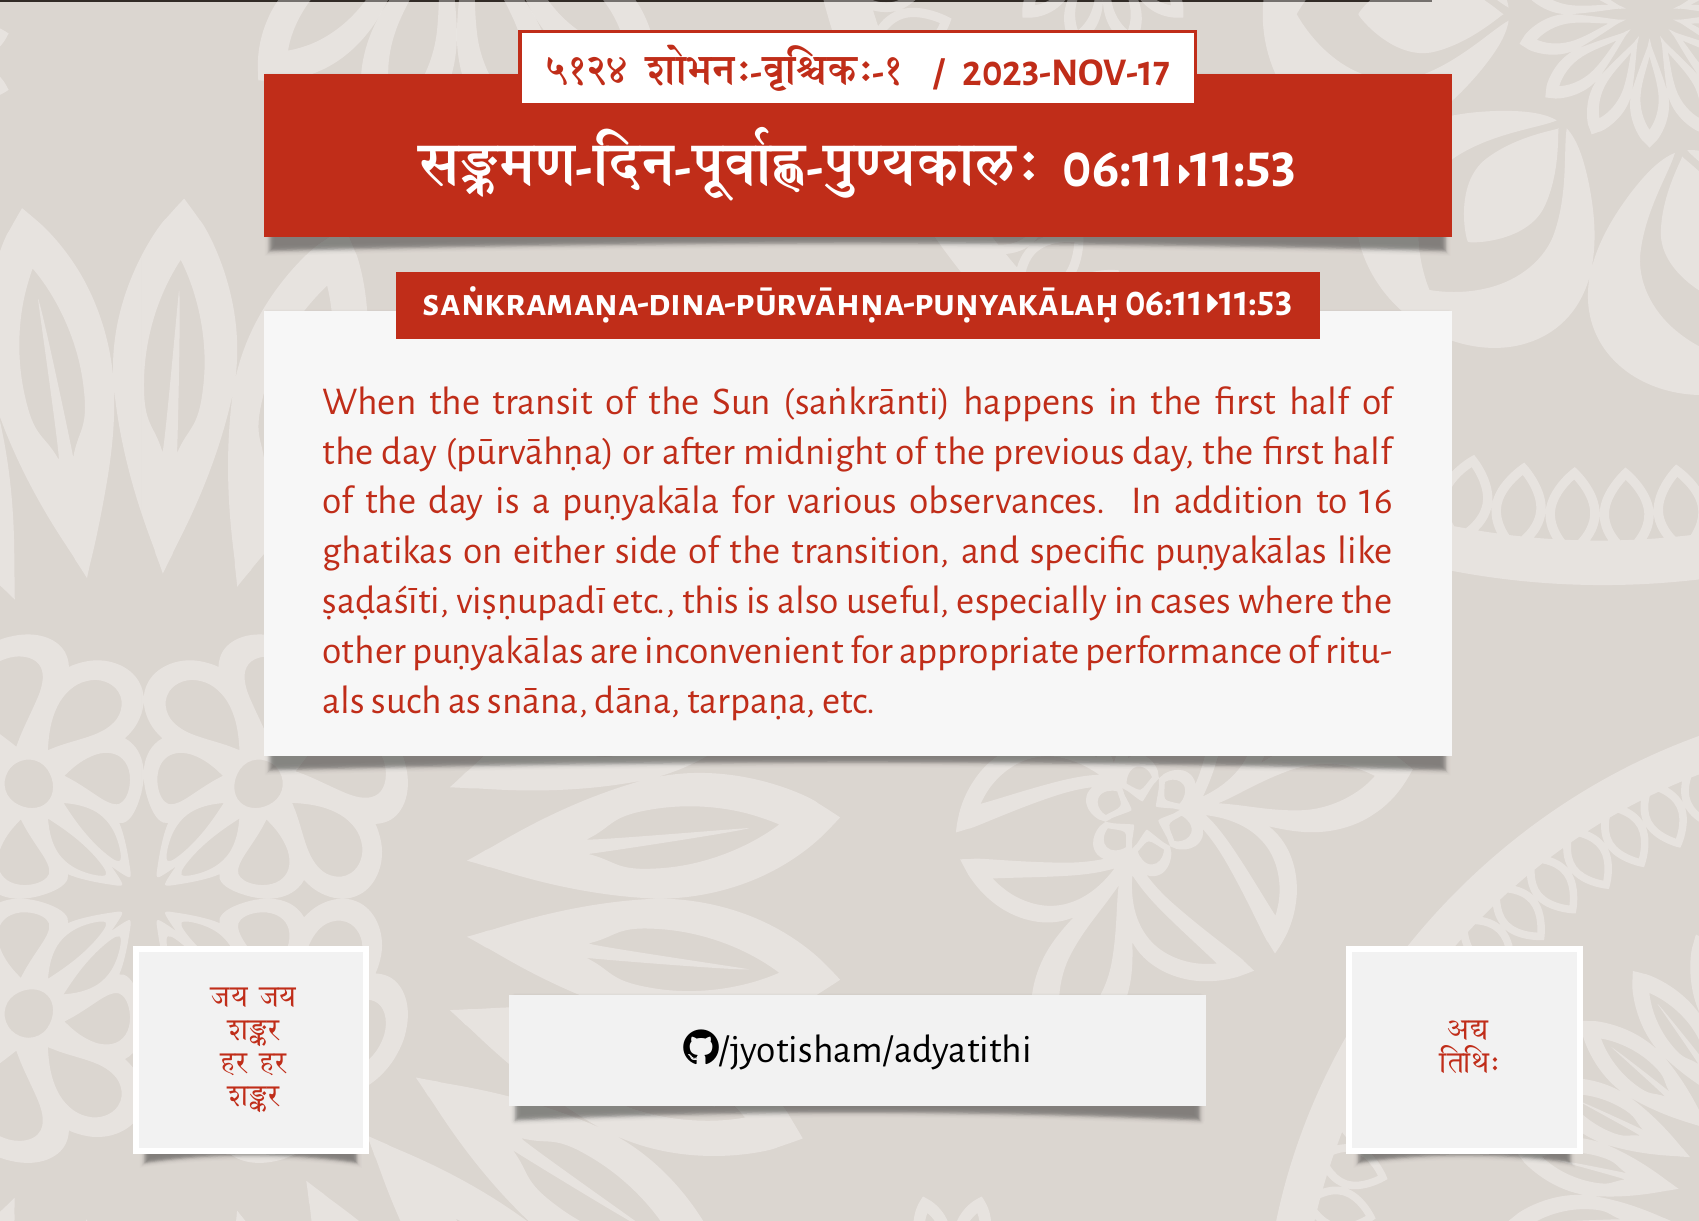 ५१२४ शोभनः-वृश्चिकः-१ / 2023-NOV-17
सङ्क्रमण-दिन-पूर्वाह्ण-पुण्यकालः 06:11▸11:53
SAṄKRAMAṆA-DINA-PŪRVĀHṆA-PUṆYAKĀLAḤ 06:11▸11:53
When the transit of the Sun (saṅkrānti) happens in the first half of
the day (pūrvāhṇa) or after midnight of the previous day, the first half
of the day is a puṇyakāla for various observances. In addition to 16
ghatikas on either side of the transition, and specific puṇyakālas like
ṣaḍaśīti, viṣṇupadī etc., this is also useful, especially in cases where the
other puṇyakālas are inconvenient for appropriate performance of ritu-
als such as snāna, dāna, tarpaṇa, etc.
जय जय
शङ्कर
हर हर
शङ्कर
/jyotisham/adyatithi
अद्य
तिथिः